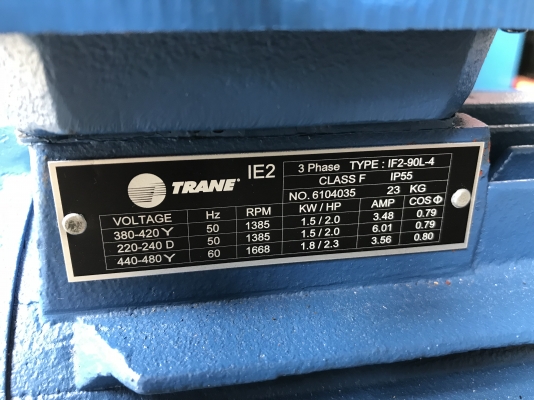 TRANE IE2
3 Phase TYPE : IF2-90L-4
CLASS F IP55
NO. 6104035 23 KG
VOLTAGE Hz RPM KW / HP AMP COSΦ
380-420 Y 50 1385 1.5 / 2.0 3.48 0.79
220-240 D 50 1385 1.5 / 2.0 6.01 0.79
440-480 Y 60 1668 1.8 / 2.3 3.56 0.80